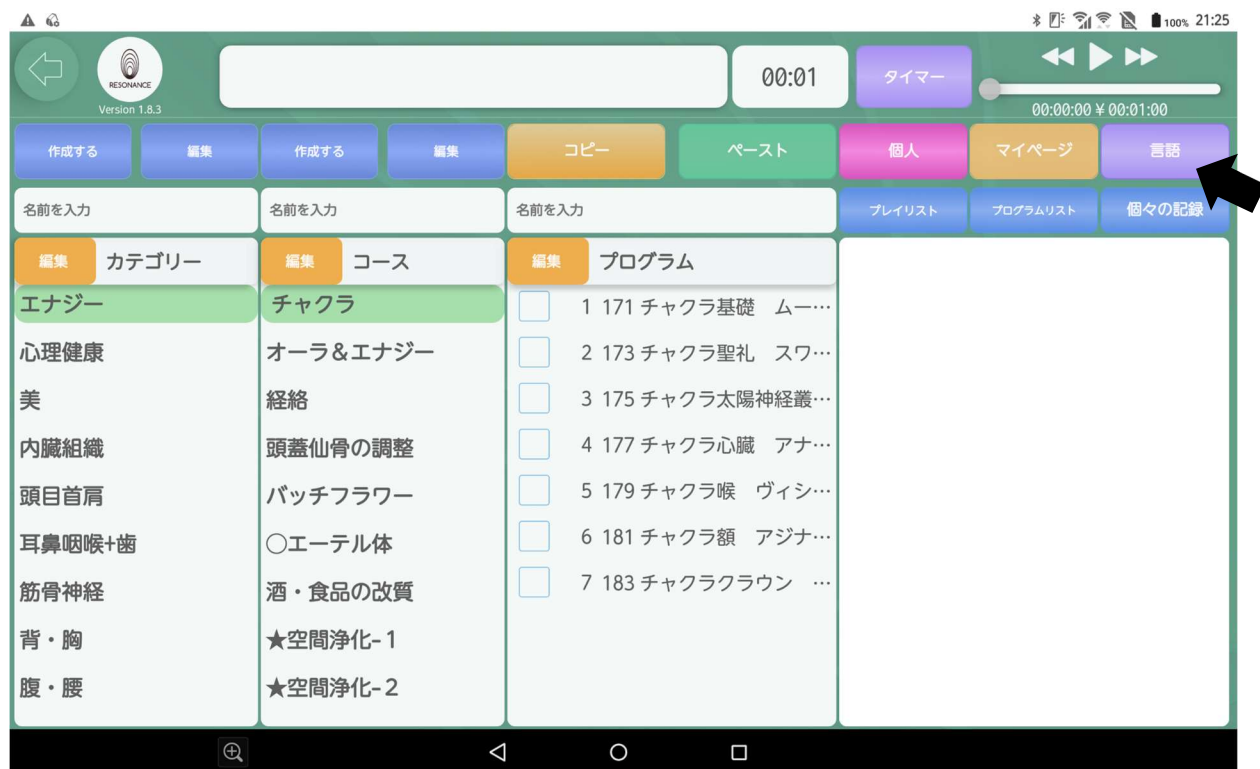 100% 21:25
RESONANCE
Version 1.8.3
00:01
タイマー
00:00:00 ¥ 00:01:00
作成する 編集 作成する 編集 コピー ペースト 個人 マイページ 言語
名前を入力 名前を入力 名前を入力 プレイリスト プログラムリスト 個々の記録
編集 カテゴリー 編集 コース 編集 プログラム
エナジー
心理健康
美
内臓組織
頭目首肩
耳鼻咽喉+歯
筋骨神経
背・胸
腹・腰
チャクラ
オーラ&エナジー
経絡
頭蓋仙骨の調整
バッチフラワー
○エーテル体
酒・食品の改質
★空間浄化-1
★空間浄化-2
1 171 チャクラ基礎 ムー…
2 173 チャクラ聖礼 スワ…
3 175 チャクラ太陽神経叢…
4 177 チャクラ心臓 アナ…
5 179 チャクラ喉 ヴィシ…
6 181 チャクラ額 アジナ…
7 183 チャクラクラウン …